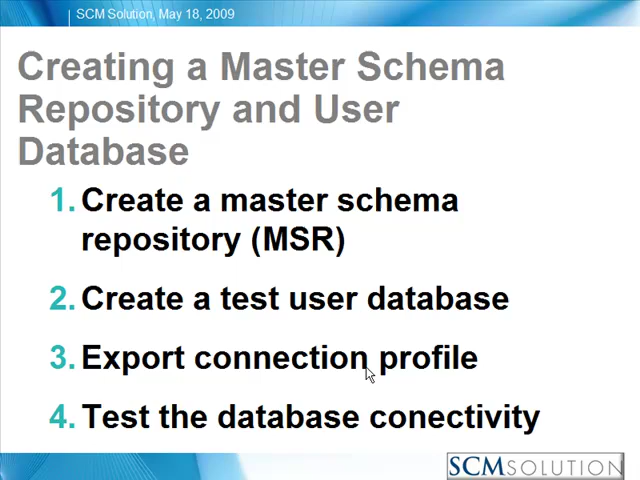 SCM Solution, May 18, 2009
Creating a Master Schema
Repository and User
Database
1. Create a master schema
repository (MSR)
2. Create a test user database
3. Export connection profile
4. Test the database conectivity
SCMSOLUTION